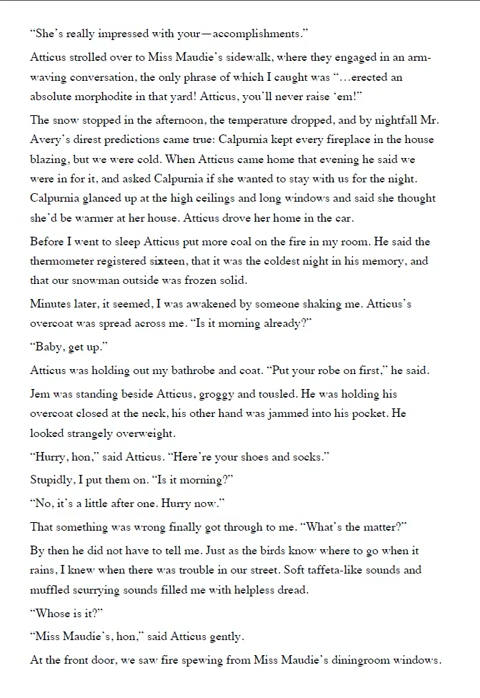 “She’s really impressed with your—accomplishments.”
Atticus strolled over to Miss Maudie’s sidewalk, where they engaged in an arm-
waving conversation, the only phrase of which I caught was “…erected an
absolute morphodite in that yard! Atticus, you’ll never raise ‘em!”
The snow stopped in the afternoon, the temperature dropped, and by nightfall Mr.
Avery’s direst predictions came true: Calpurnia kept every fireplace in the house
blazing, but we were cold. When Atticus came home that evening he said we
were in for it, and asked Calpurnia if she wanted to stay with us for the night.
Calpurnia glanced up at the high ceilings and long windows and said she thought
she’d be warmer at her house. Atticus drove her home in the car.
Before I went to sleep Atticus put more coal on the fire in my room. He said the
thermometer registered sixteen, that it was the coldest night in his memory, and
that our snowman outside was frozen solid.
Minutes later, it seemed, I was awakened by someone shaking me. Atticus’s
overcoat was spread across me. “Is it morning already?”
“Baby, get up.”
Atticus was holding out my bathrobe and coat. “Put your robe on first,” he said.
Jem was standing beside Atticus, groggy and tousled. He was holding his
overcoat closed at the neck, his other hand was jammed into his pocket. He
looked strangely overweight.
“Hurry, hon,” said Atticus. “Here’re your shoes and socks.”
Stupidly, I put them on. “Is it morning?”
“No, it’s a little after one. Hurry now.”
That something was wrong finally got through to me. “What’s the matter?”
By then he did not have to tell me. Just as the birds know where to go when it
rains, I knew when there was trouble in our street. Soft taffeta-like sounds and
muffled scurrying sounds filled me with helpless dread.
“Whose is it?”
“Miss Maudie’s, hon,” said Atticus gently.
At the front door, we saw fire spewing from Miss Maudie’s diningroom windows.